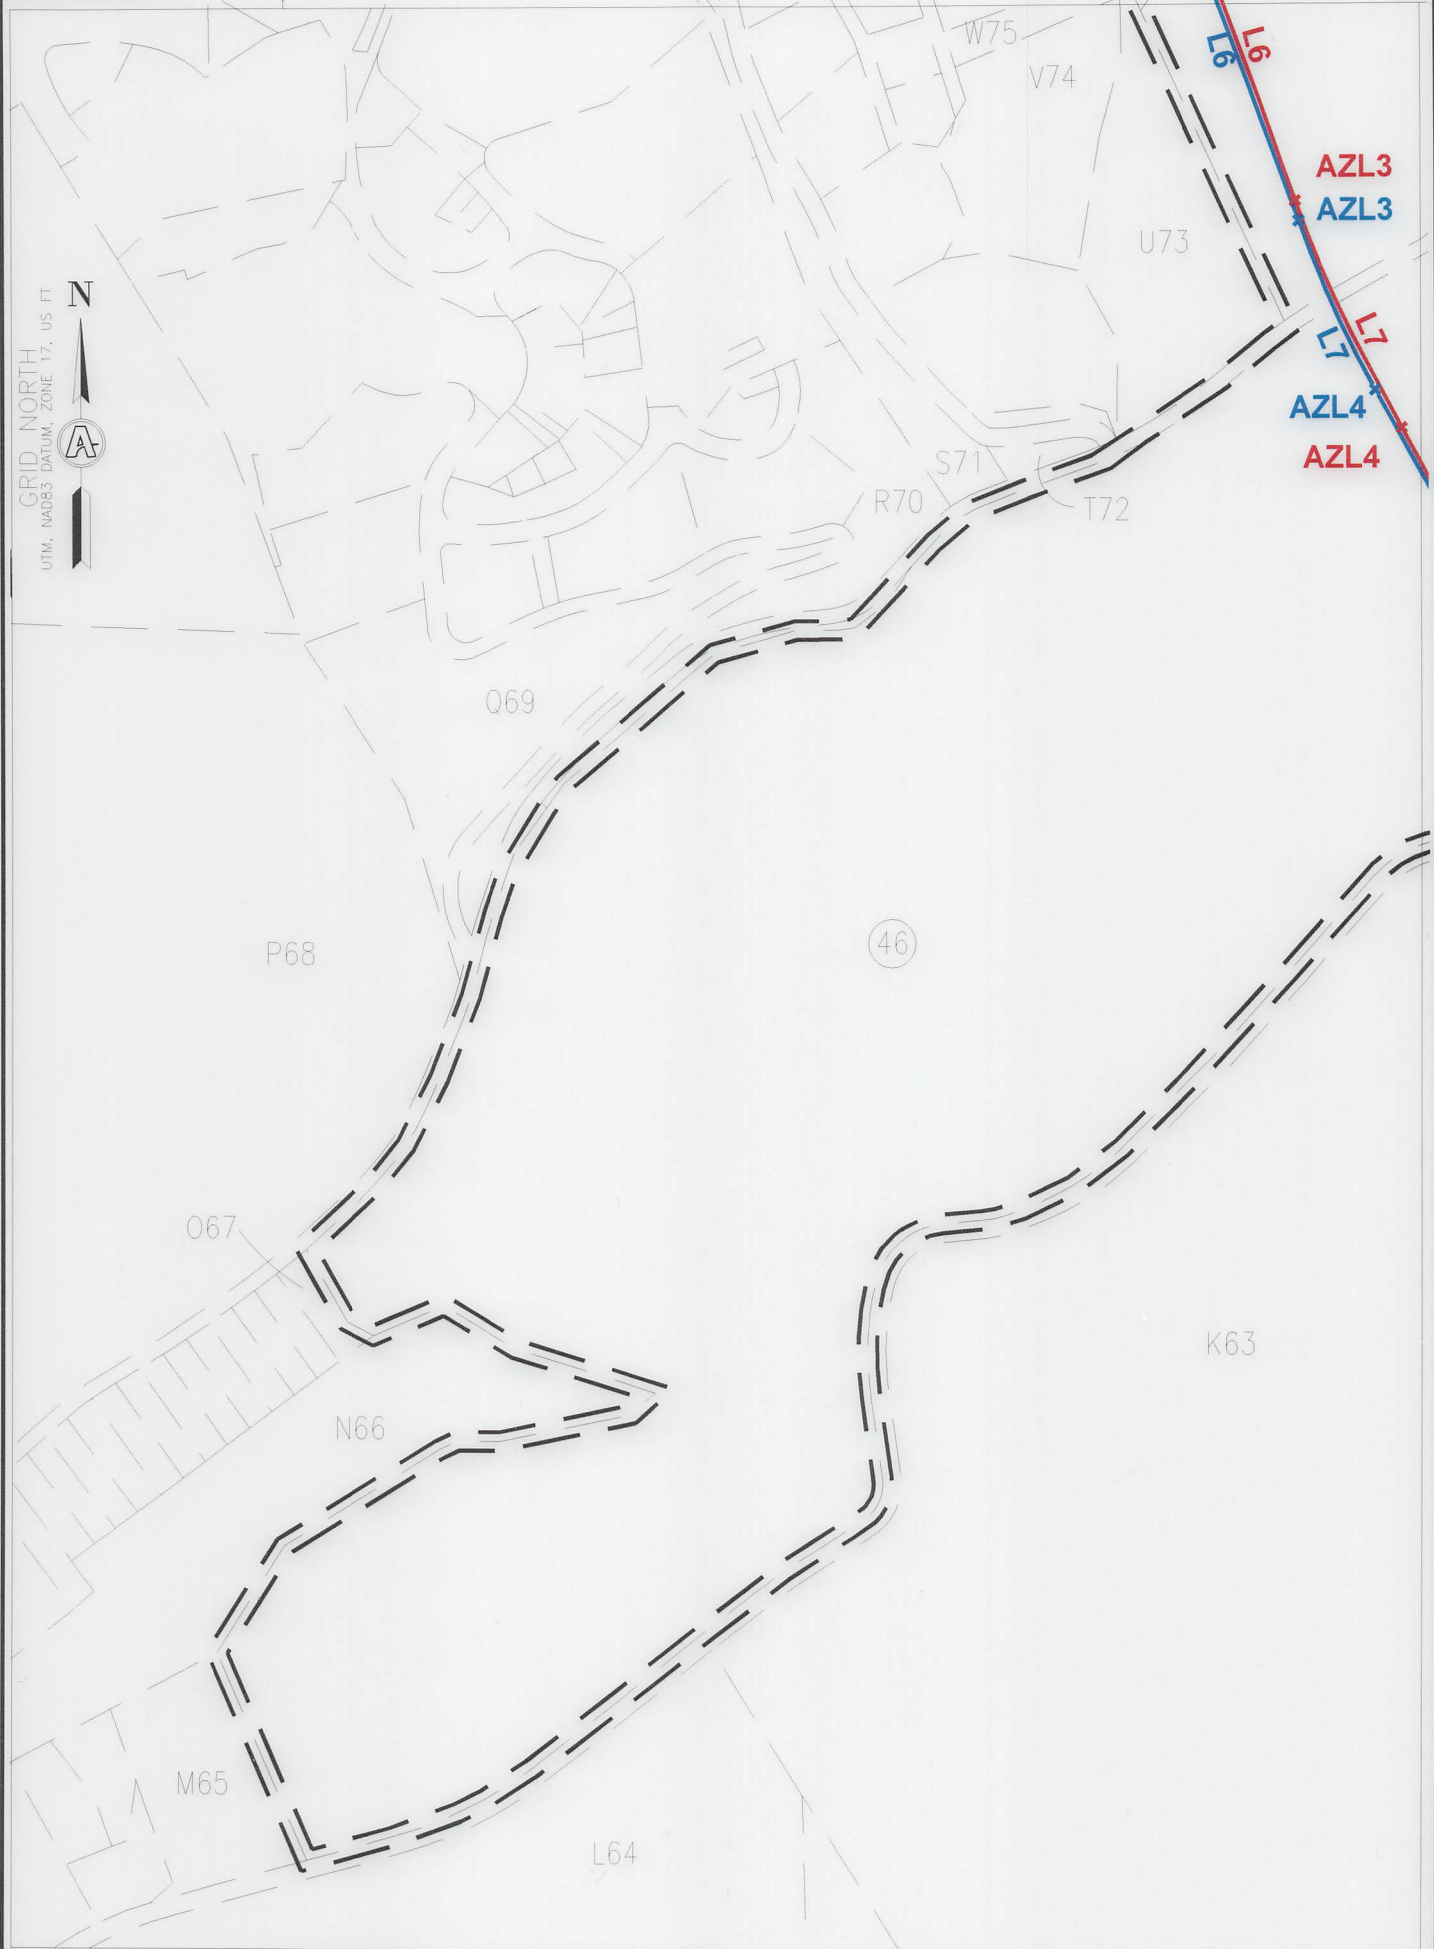 W75
V74
L6
L6
AZL3
AZL3
U73
N
GRID NORTH
UTM, NAD83 DATUM, ZONE 17, US FT
A
L7
L7
AZL4
AZL4
S71
R70
T72
Q69
P68
46
O67
K63
N66
M65
L64